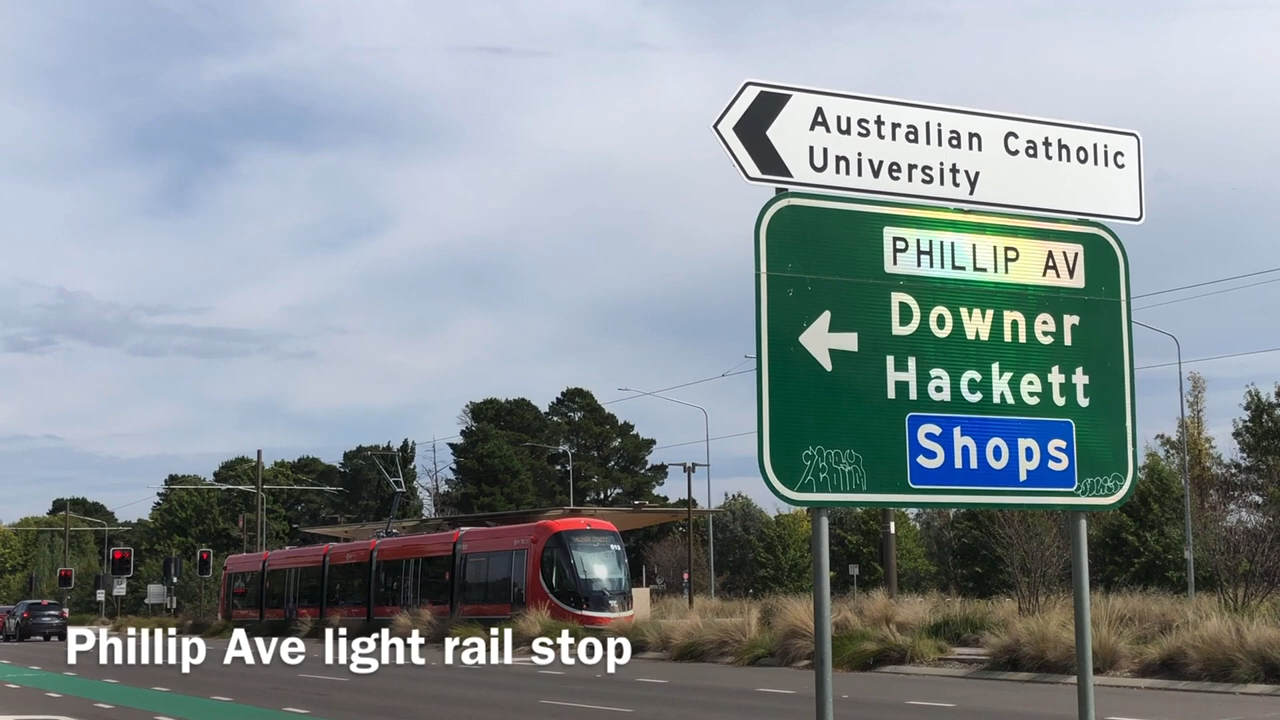 Australian Catholic
University
PHILLIP AV
Downer
Hackett
Shops
Phillip Ave light rail stop